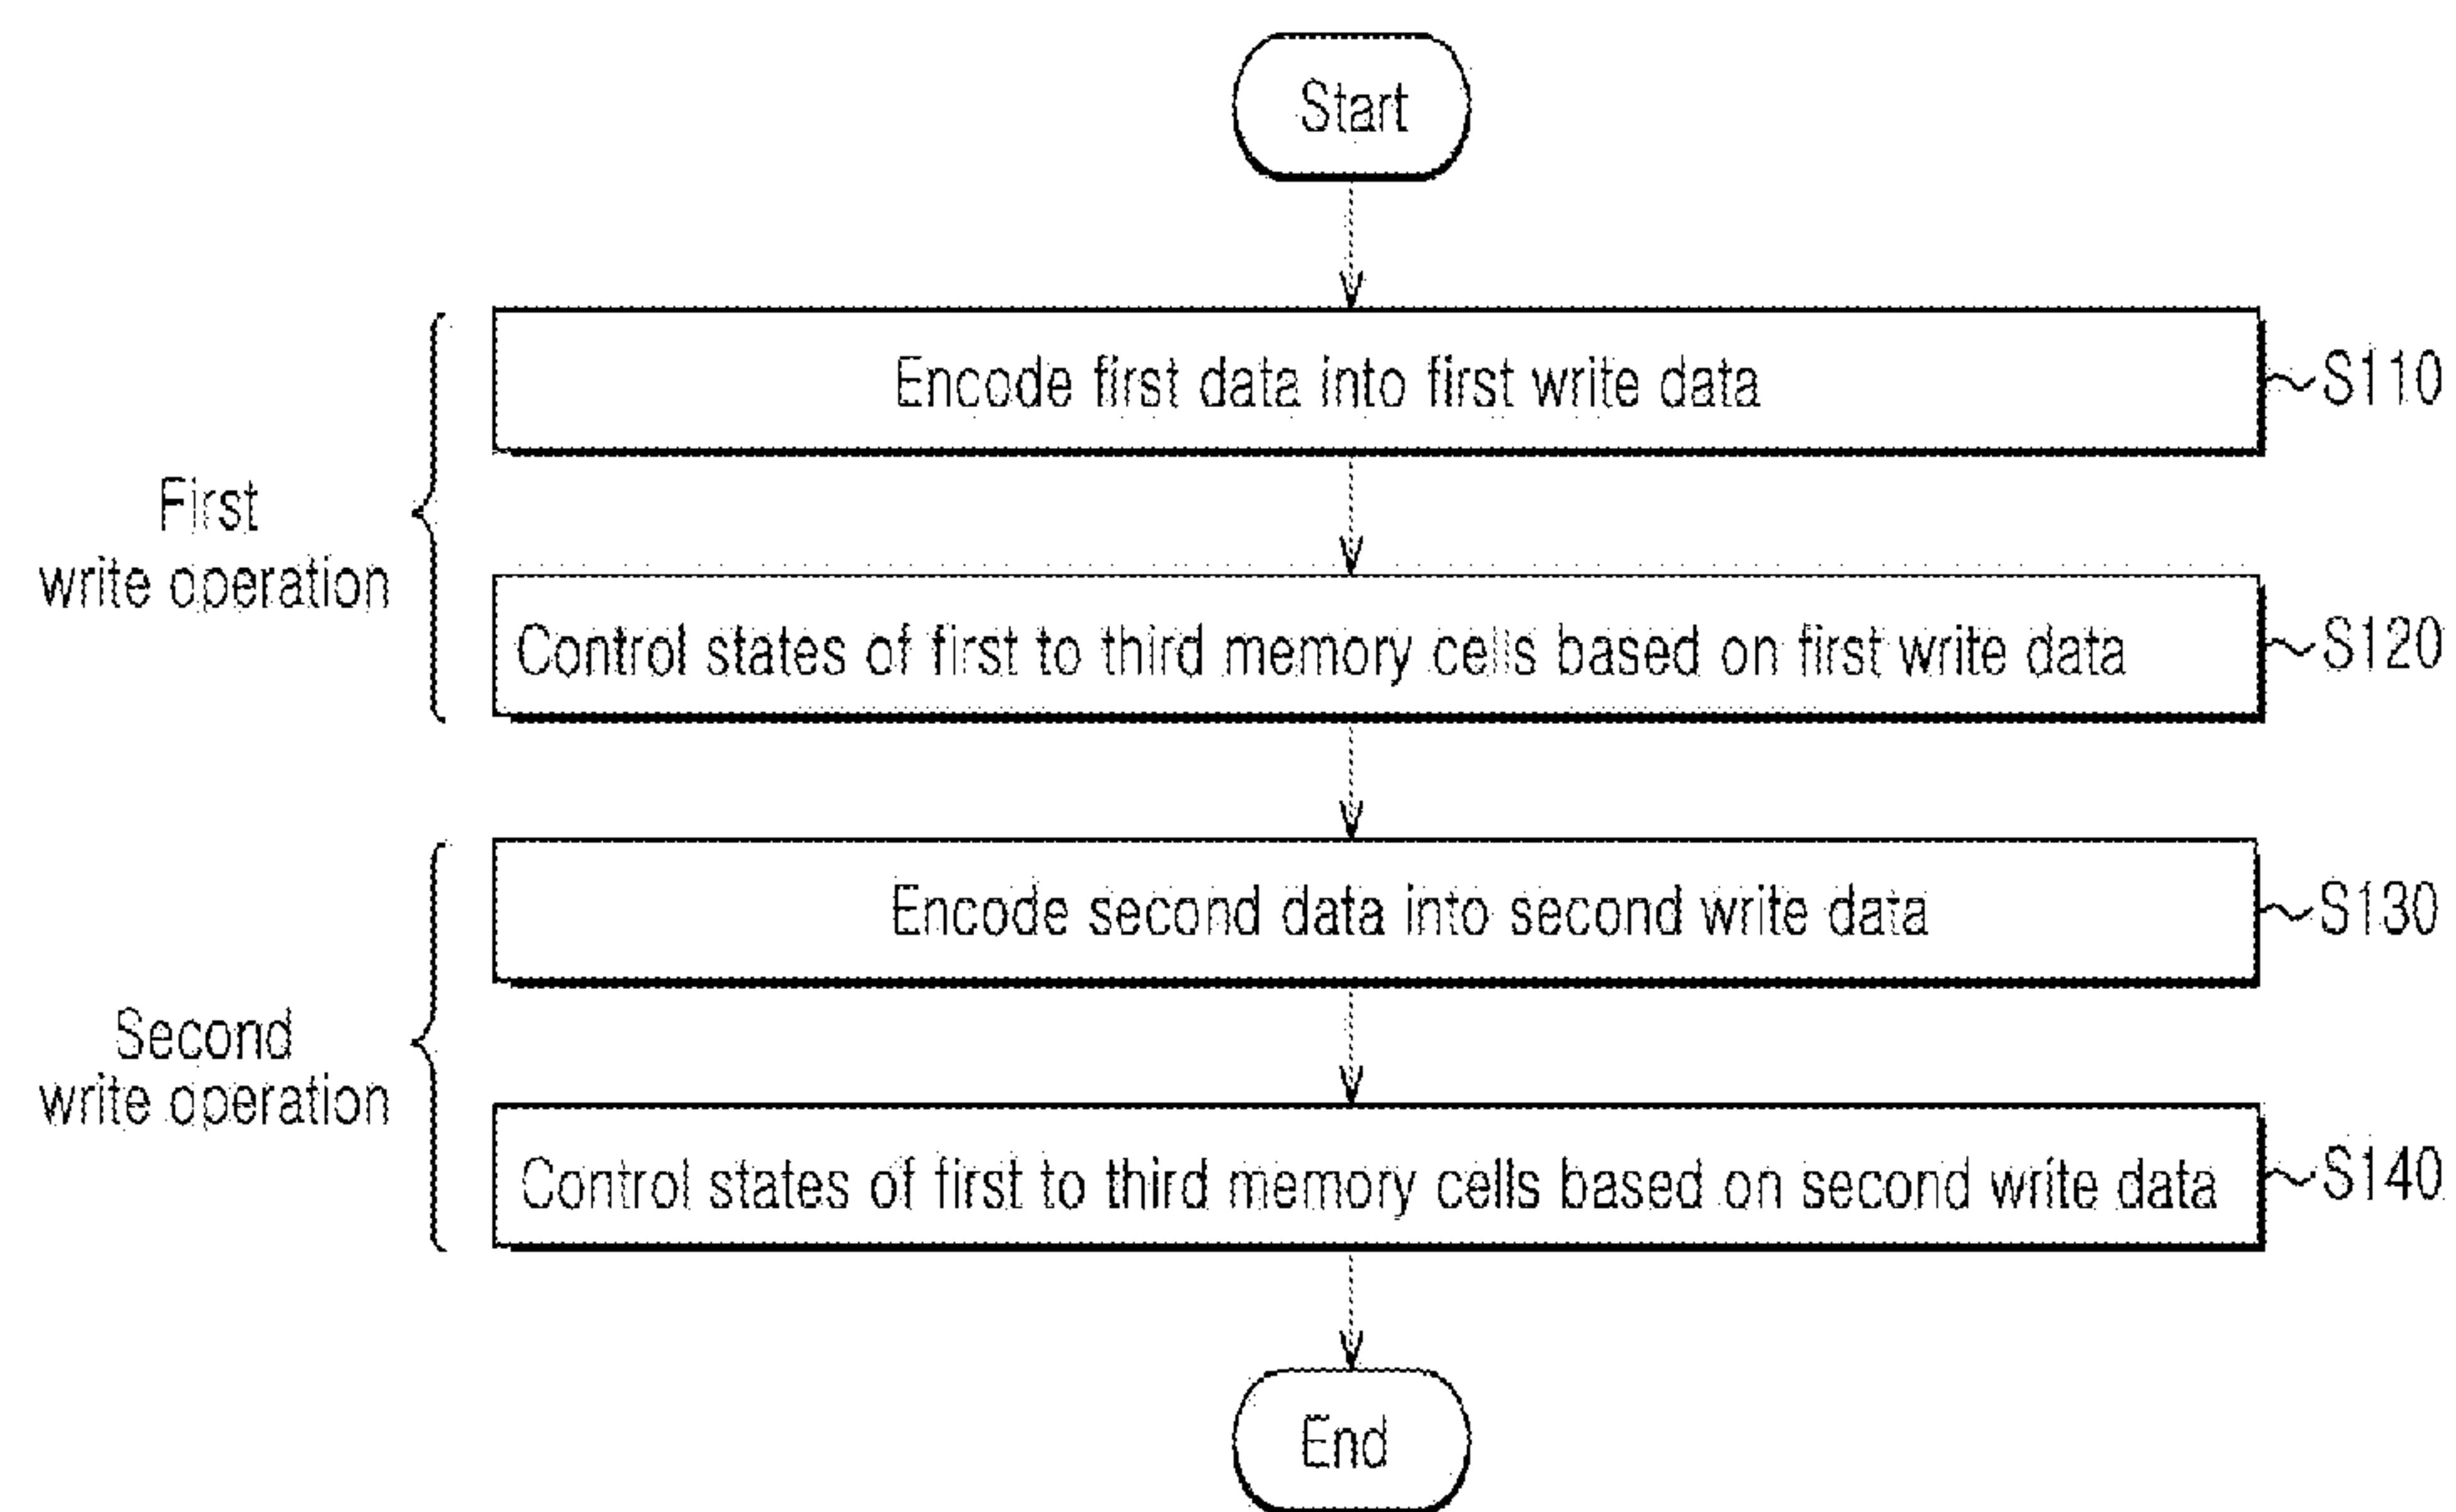 Start
Encode first data into first write data
S110
First
write operation
Control states of first to third memory cells based on first write data
S120
Encode second data into second write data
S130
Second
write operation
Control states of first to third memory cells based on second write data
S140
End